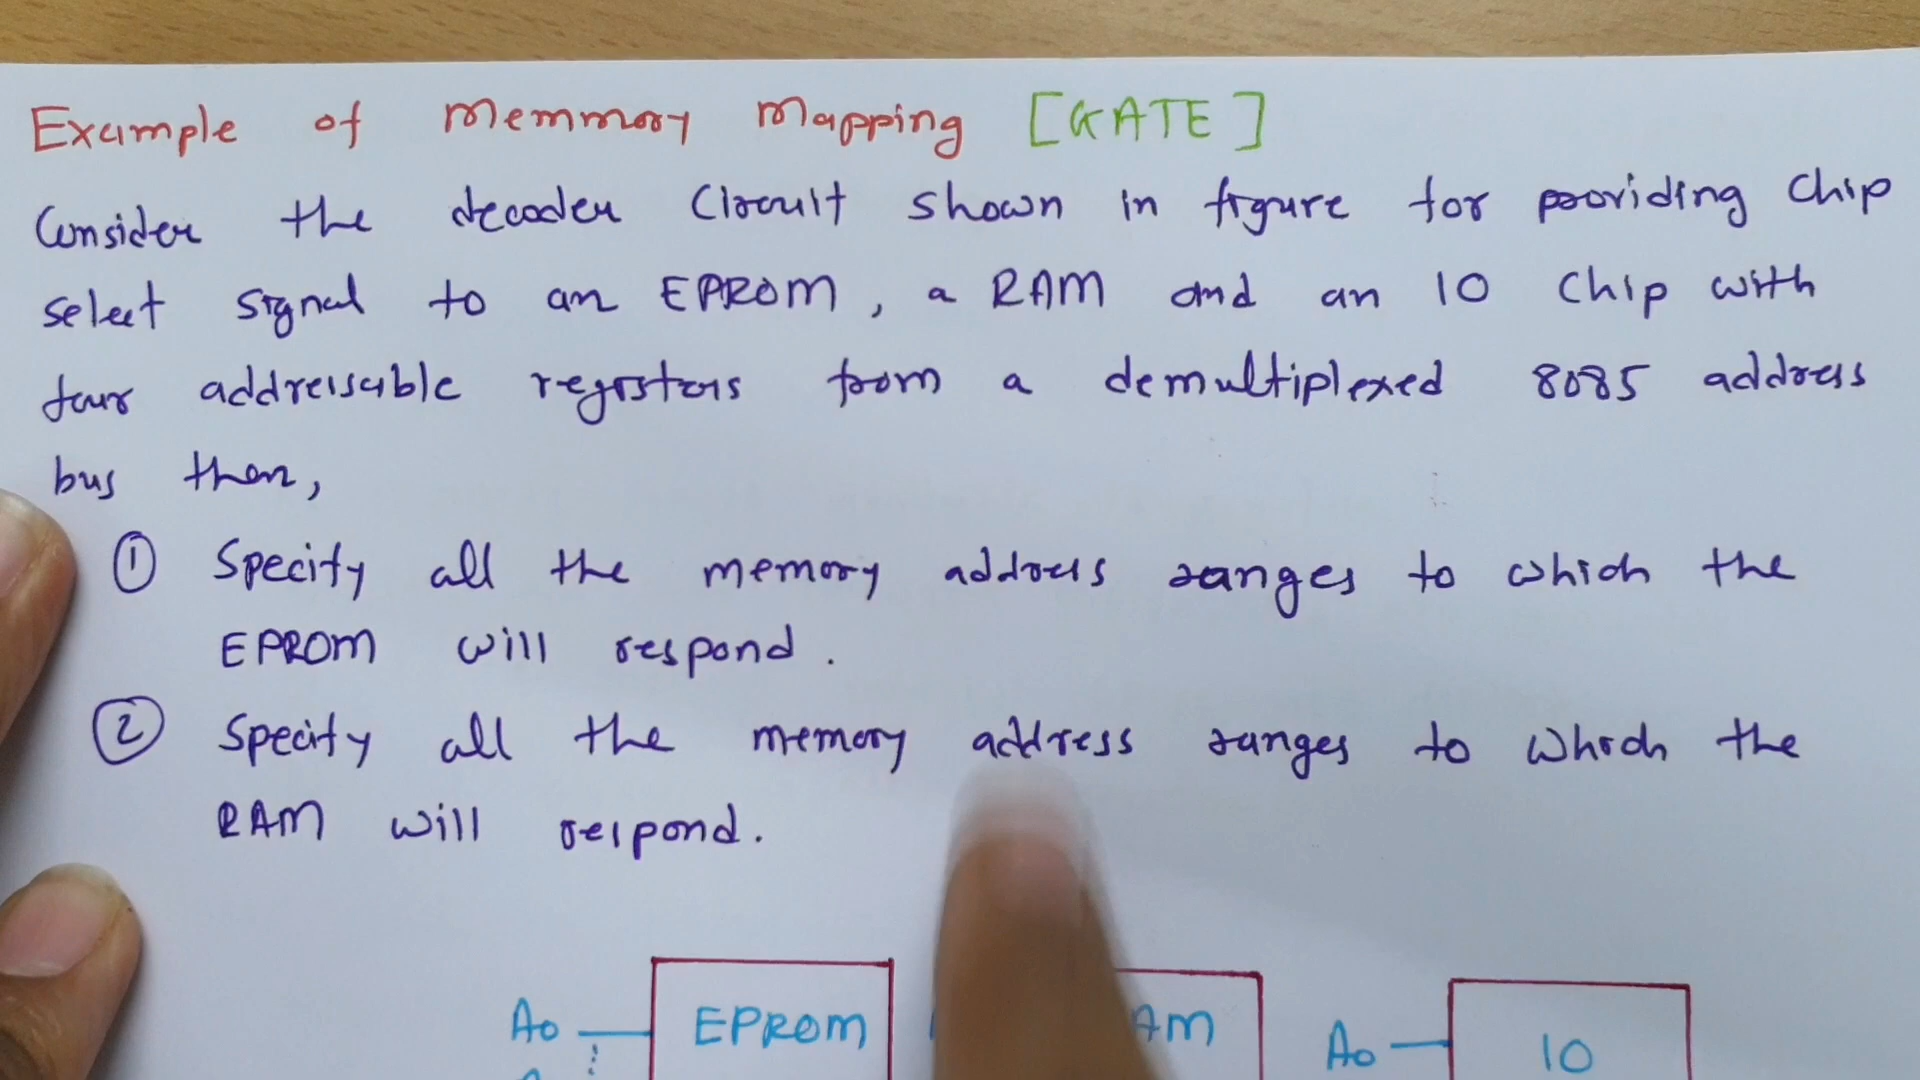 Example of Memmory Mapping [GATE]
Consider the decoder Circuit shown in figure for providing Chip
select signal to an EPROM, a RAM and an IO Chip with
four addressable registors from a demultiplexed 8085 address
bus then,
① Specify all the memory address ranges to which the
EPROM will respond.
② Specify all the memory address ranges to which the
RAM will respond.
A0 EPROM AM A0 IO